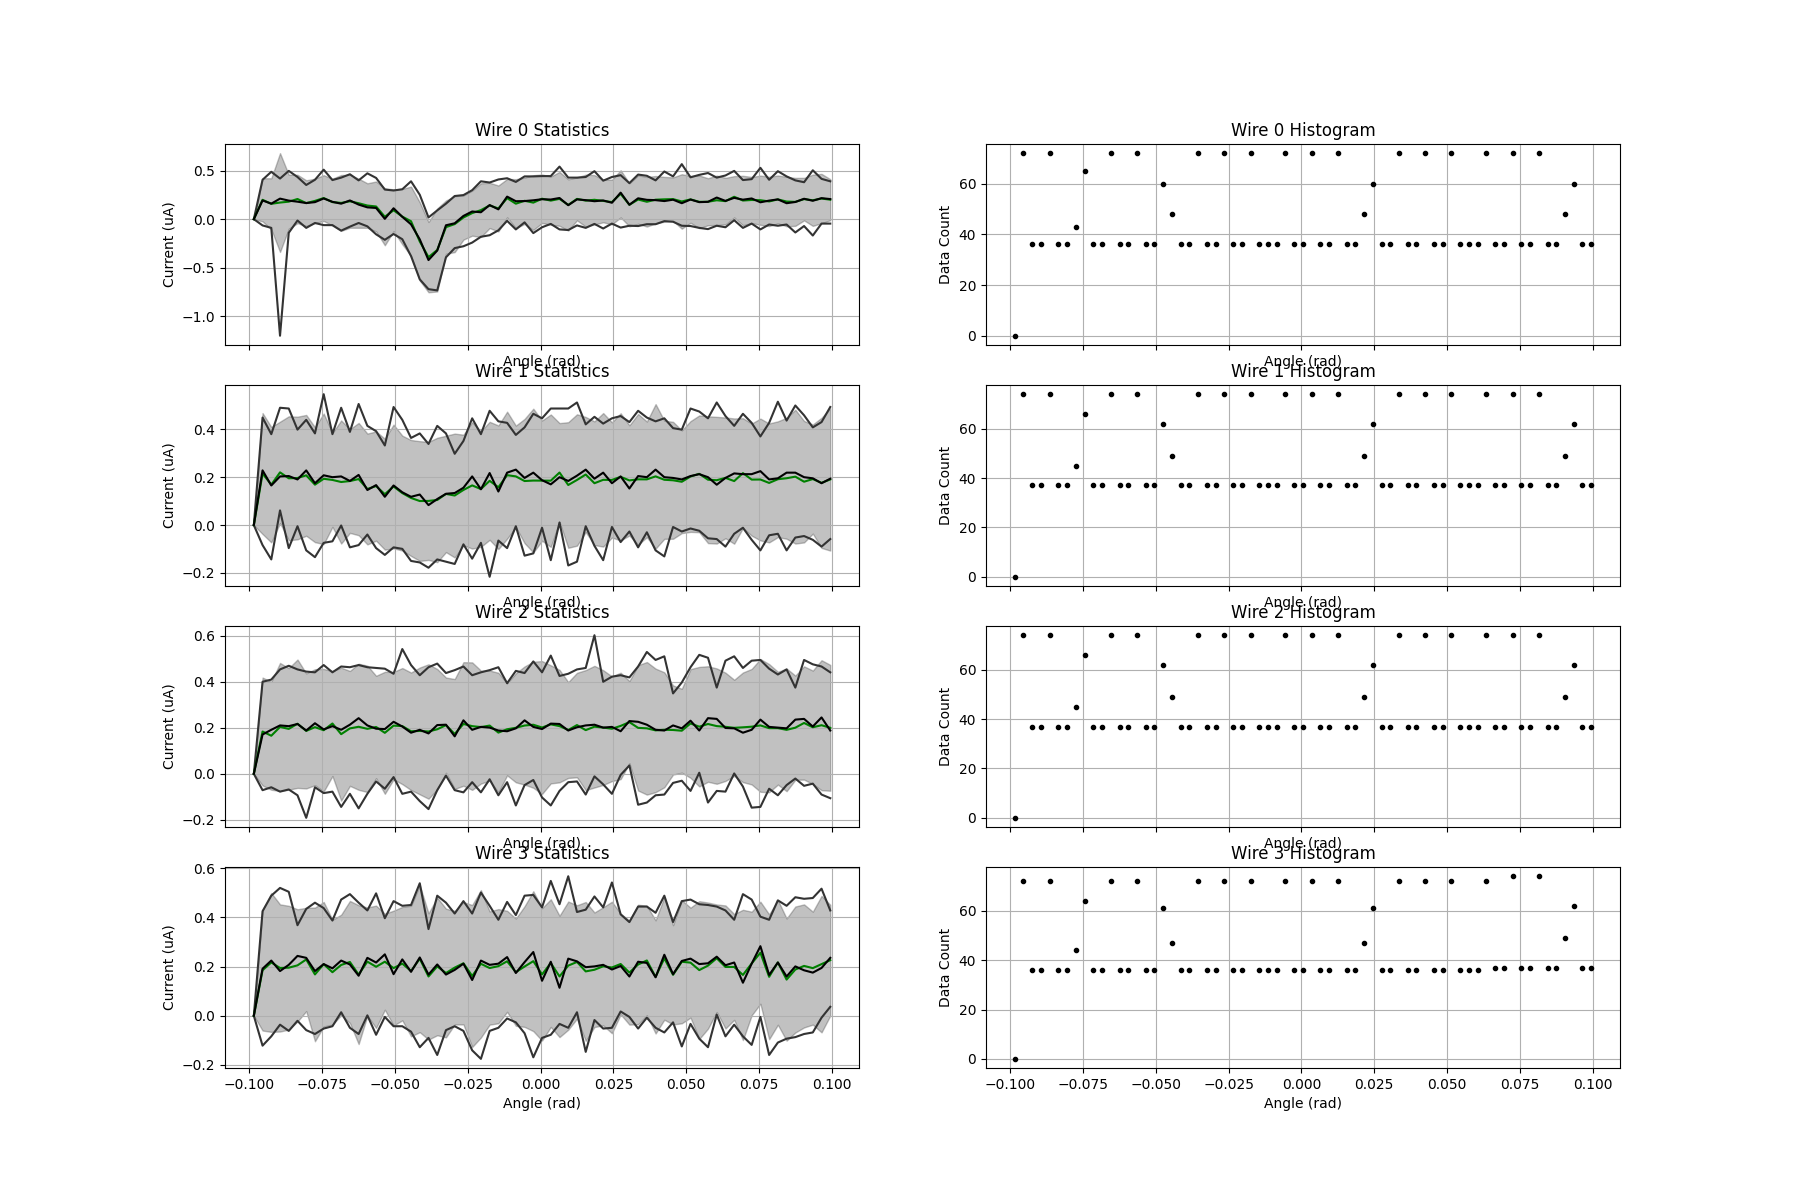 Wire 0 Statistics
Current (uA)
0.5
0.0
−0.5
−1.0
Angle (rad)
Wire 0 Histogram
Data Count
60
40
20
0
Angle (rad)
Wire 1 Statistics
Current (uA)
0.4
0.2
0.0
−0.2
Angle (rad)
Wire 1 Histogram
Data Count
60
40
20
0
Angle (rad)
Wire 2 Statistics
Current (uA)
0.6
0.4
0.2
0.0
−0.2
Angle (rad)
Wire 2 Histogram
Data Count
60
40
20
0
Angle (rad)
Wire 3 Statistics
Current (uA)
0.6
0.4
0.2
0.0
−0.2
−0.100 −0.075 −0.050 −0.025 0.000 0.025 0.050 0.075 0.100
Angle (rad)
Wire 3 Histogram
Data Count
60
40
20
0
−0.100 −0.075 −0.050 −0.025 0.000 0.025 0.050 0.075 0.100
Angle (rad)